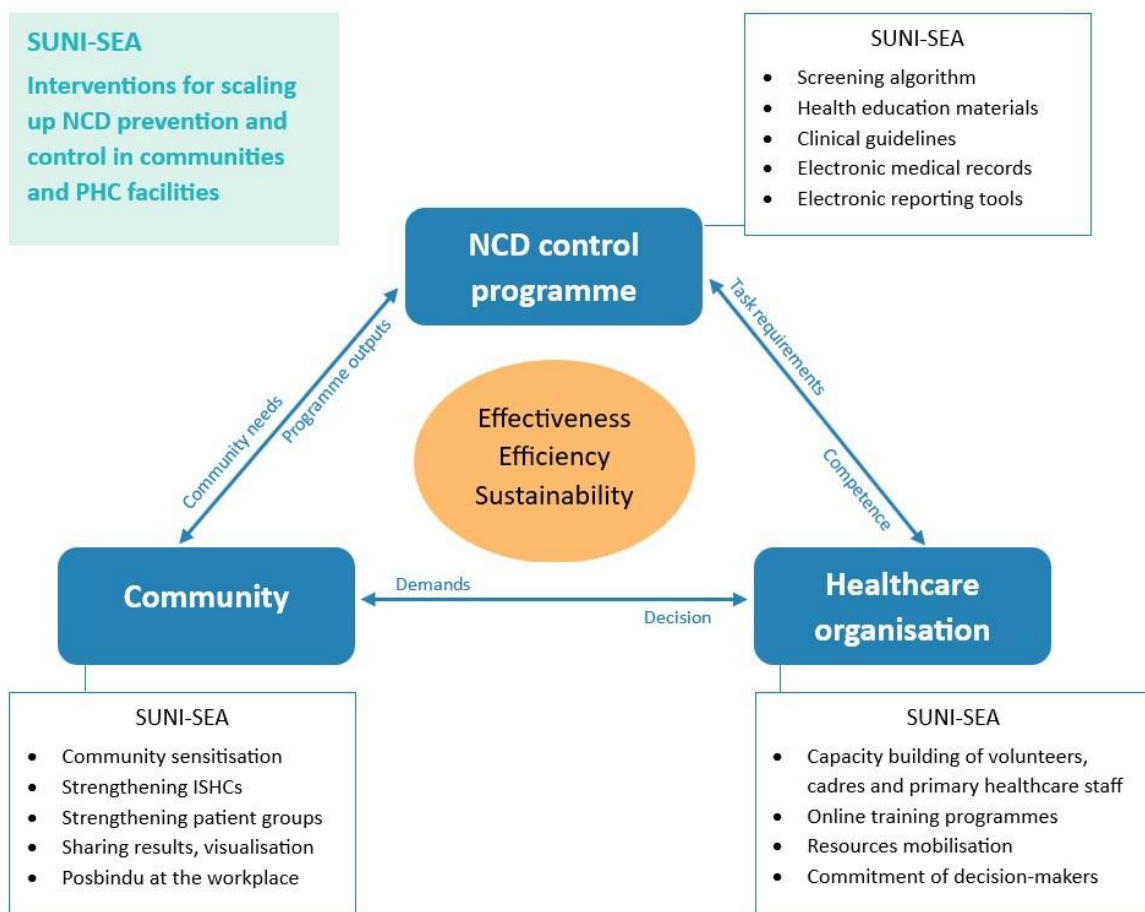 SUNI-SEA
Interventions for scaling
up NCD prevention and
control in communities
and PHC facilities
SUNI-SEA
• Screening algorithm
• Health education materials
• Clinical guidelines
• Electronic medical records
• Electronic reporting tools
NCD control
programme
Community needs
Programme outputs
Task requirements
Competence
Effectiveness
Efficiency
Sustainability
Community
Demands
Decision
Healthcare
organisation
SUNI-SEA
• Community sensitisation
• Strengthening ISHCs
• Strengthening patient groups
• Sharing results, visualisation
• Posbindu at the workplace
SUNI-SEA
• Capacity building of volunteers,
cadres and primary healthcare staff
• Online training programmes
• Resources mobilisation
• Commitment of decision-makers